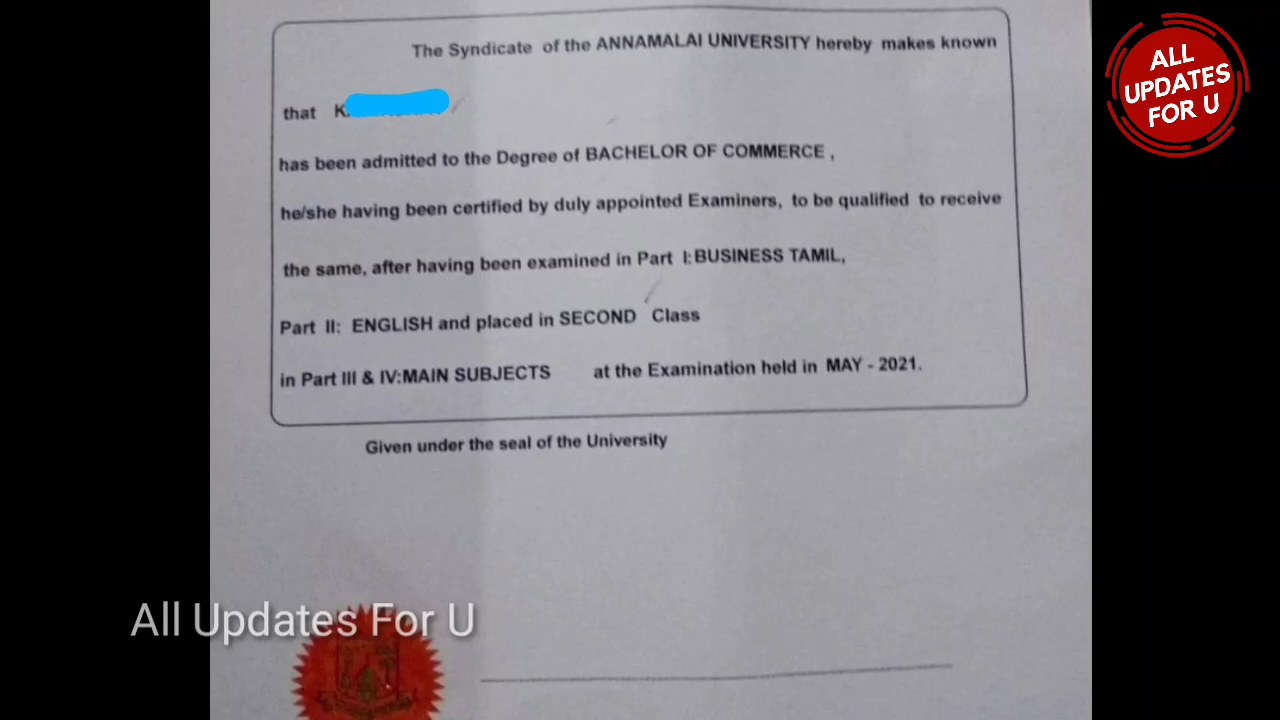 The Syndicate of the ANNAMALAI UNIVERSITY hereby makes known
that K.
has been admitted to the Degree of BACHELOR OF COMMERCE ,
he/she having been certified by duly appointed Examiners, to be qualified to receive
the same, after having been examined in Part I: BUSINESS TAMIL,
Part II: ENGLISH and placed in SECOND Class
in Part III & IV:MAIN SUBJECTS at the Examination held in MAY - 2021.
Given under the seal of the University
All Updates For U
ALL
UPDATES
FOR U